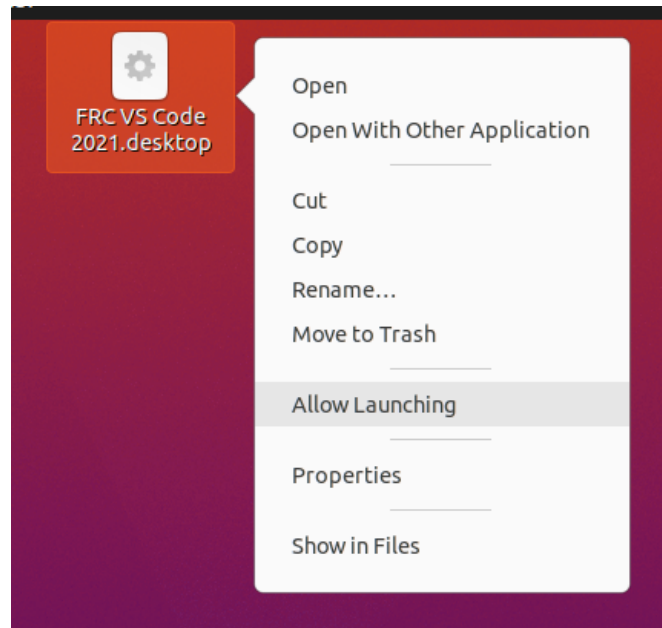 FRC VS Code
2021.desktop
Open
Open With Other Application
Cut
Copy
Rename...
Move to Trash
Allow Launching
Properties
Show in Files